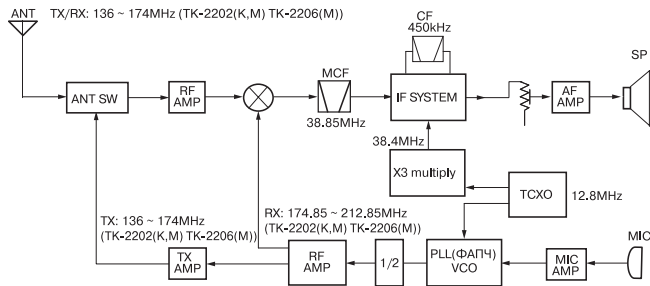 ANT
TX/RX: 136 ~ 174MHz (TK-2202(K,M) TK-2206(M))
CF
450kHz
SP
MCF
ANT SW
RF
AMP
IF SYSTEM
AF
AMP
38.85MHz
38.4MHz
X3 multiply
TCXO
12.8MHz
TX: 136 ~ 174MHz
(TK-2202(K,M) TK-2206(M))
RX: 174.85 ~ 212.85MHz
(TK-2202(K,M) TK-2206(M))
MIC
TX
AMP
RF
AMP
1/2
PLL(ФАПЧ)
VCO
MIC
AMP